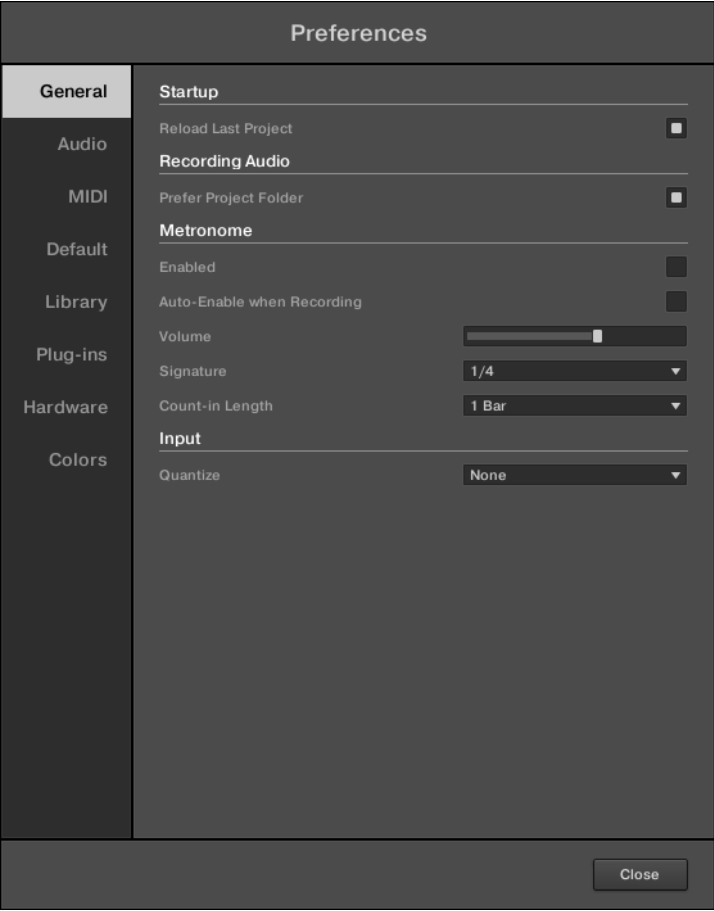 Preferences
General
Audio
MIDI
Default
Library
Plug-ins
Hardware
Colors
Startup
Reload Last Project
Recording Audio
Prefer Project Folder
Metronome
Enabled
Auto-Enable when Recording
Volume
Signature 1/4
Count-in Length 1 Bar
Input
Quantize None
Close